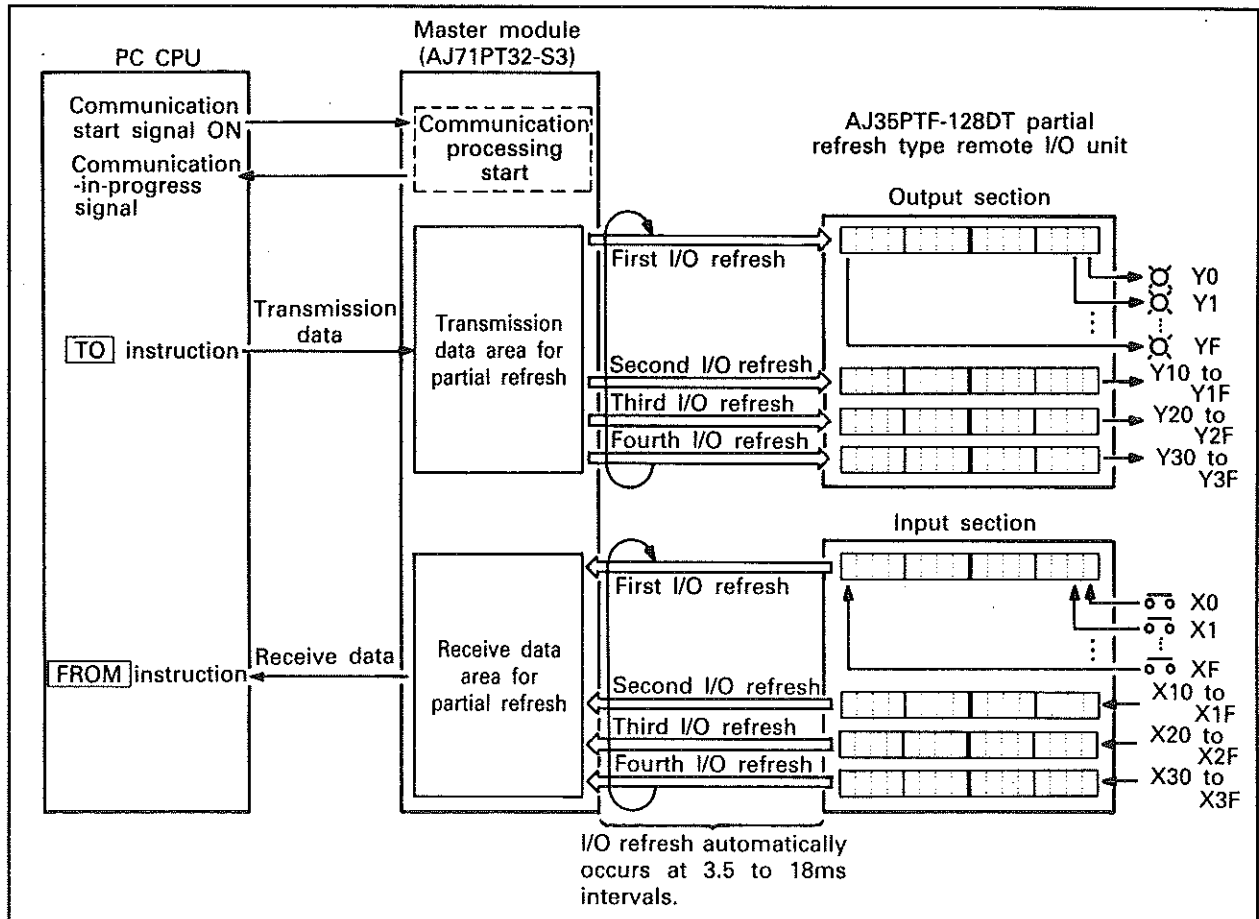 PC CPU
Master module
(AJ71PT32-S3)
Communication
start signal ON
Communication
-in-progress
signal
Communication
processing
start
AJ35PTF-128DT partial
refresh type remote I/O unit
Output section
First I/O refresh
Y0
Y1
YF
Transmission
data
TO instruction
Transmission
data area for
partial refresh
Second I/O refresh
Y10 to
Y1F
Third I/O refresh
Y20 to
Y2F
Fourth I/O refresh
Y30 to
Y3F
Input section
First I/O refresh
X0
X1
XF
Receive data
FROM instruction
Receive data
area for
partial refresh
Second I/O refresh
X10 to
X1F
Third I/O refresh
X20 to
X2F
Fourth I/O refresh
X30 to
X3F
I/O refresh automatically
occurs at 3.5 to 18ms
intervals.